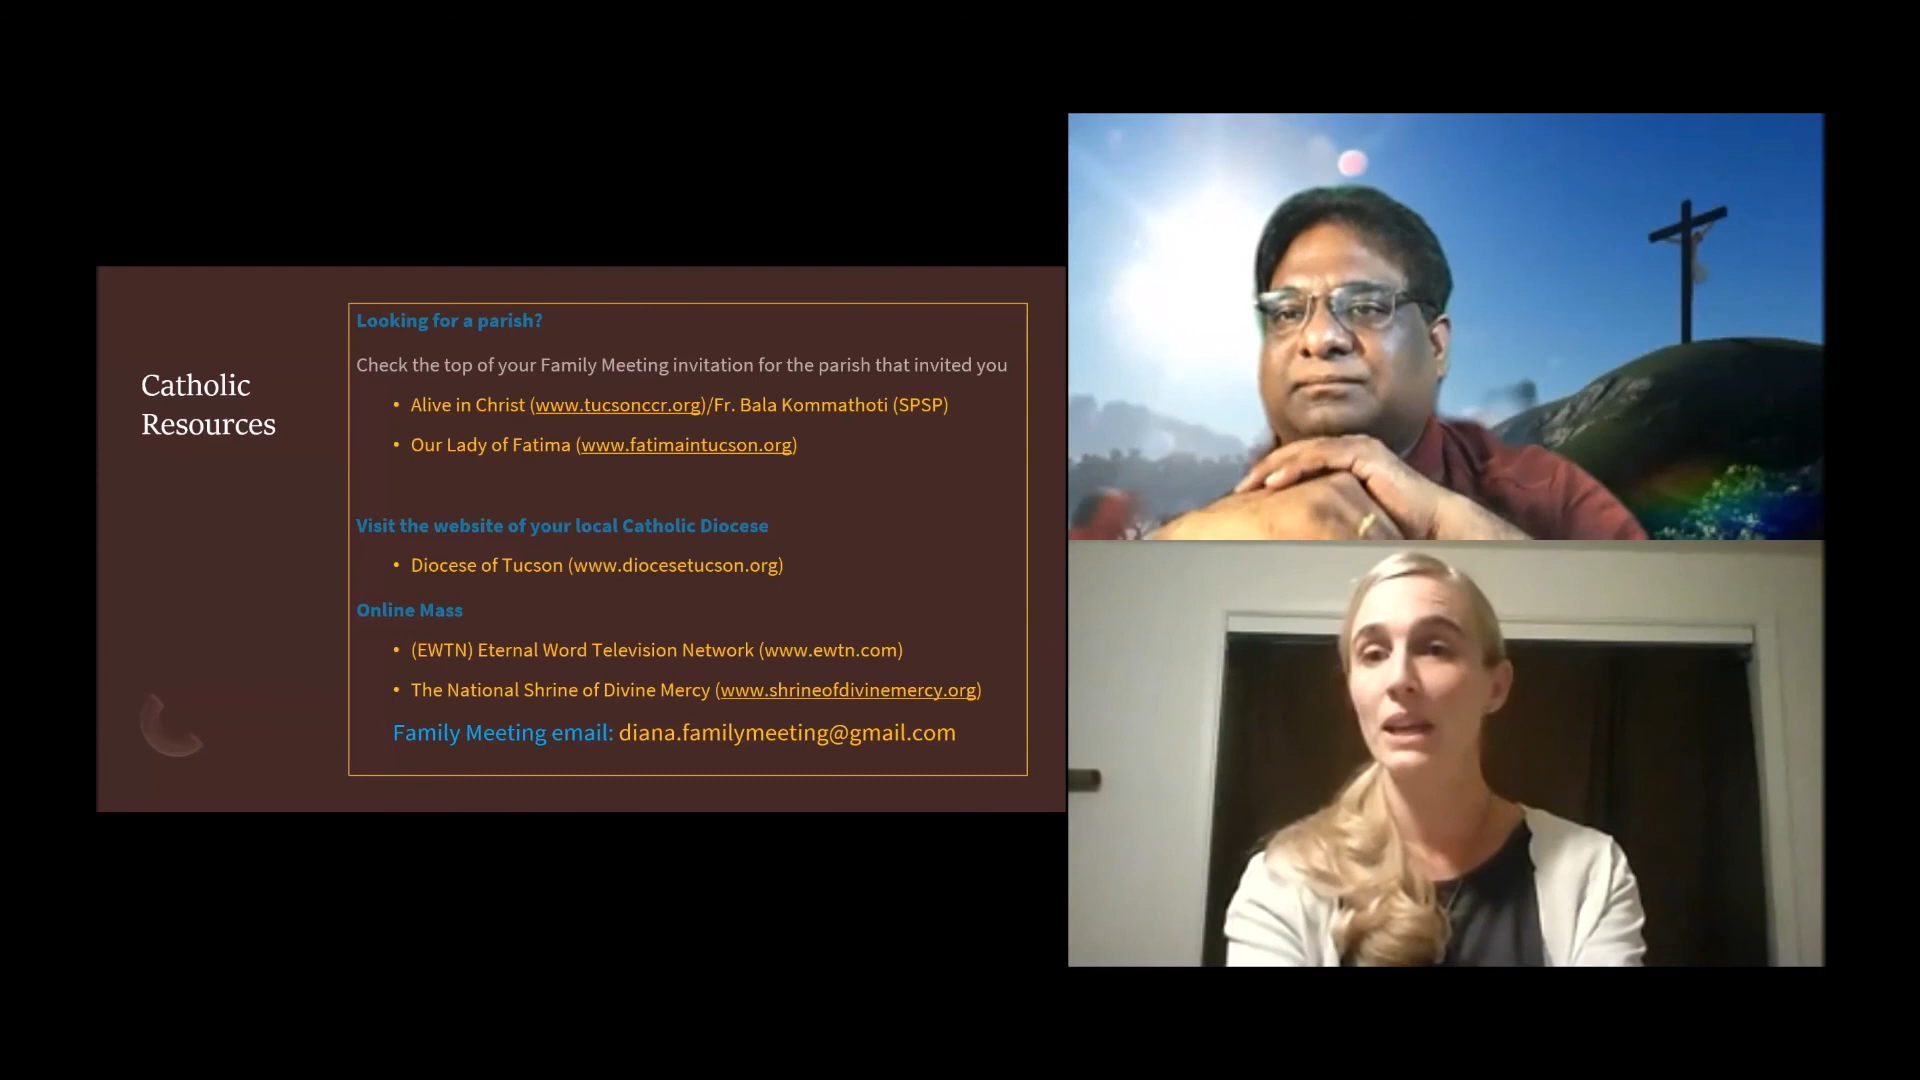 Catholic
Resources
Looking for a parish?
Check the top of your Family Meeting invitation for the parish that invited you
• Alive in Christ (www.tucsonccr.org)/Fr. Bala Kommathoti (SPSP)
• Our Lady of Fatima (www.fatimaintucson.org)
Visit the website of your local Catholic Diocese
• Diocese of Tucson (www.diocesetucson.org)
Online Mass
• (EWTN) Eternal Word Television Network (www.ewtn.com)
• The National Shrine of Divine Mercy (www.shrineofdivinemercy.org)
Family Meeting email: diana.familymeeting@gmail.com